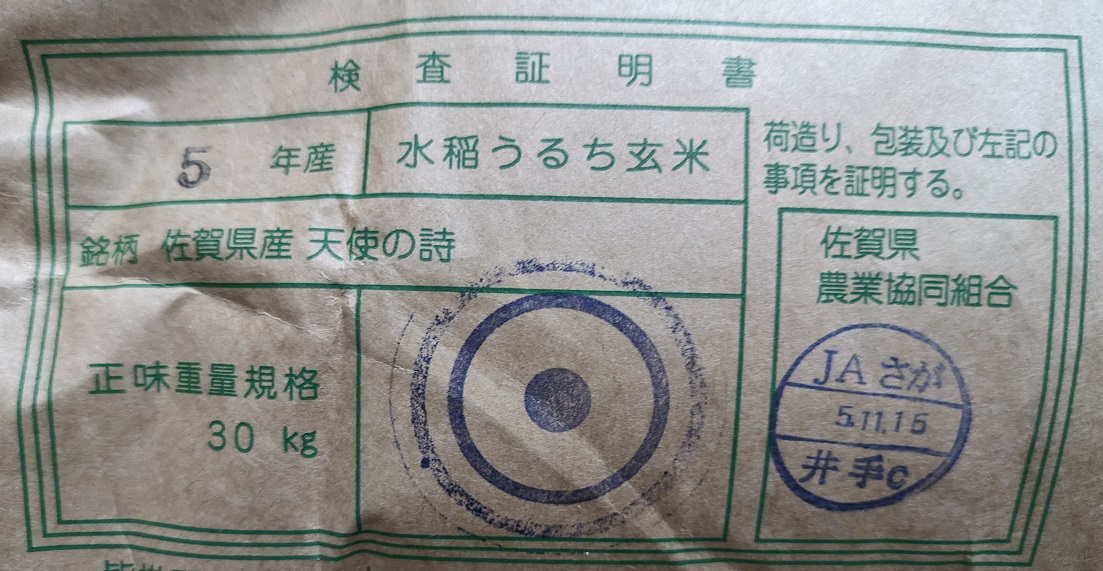 検査証明書
5 年産
水稲うるち玄米
銘柄 佐賀県産 天使の詩
正味重量規格
30 kg
荷造り、包装及び左記の
事項を証明する。
佐賀県
農業協同組合
JAさが
5.11.15
井手C